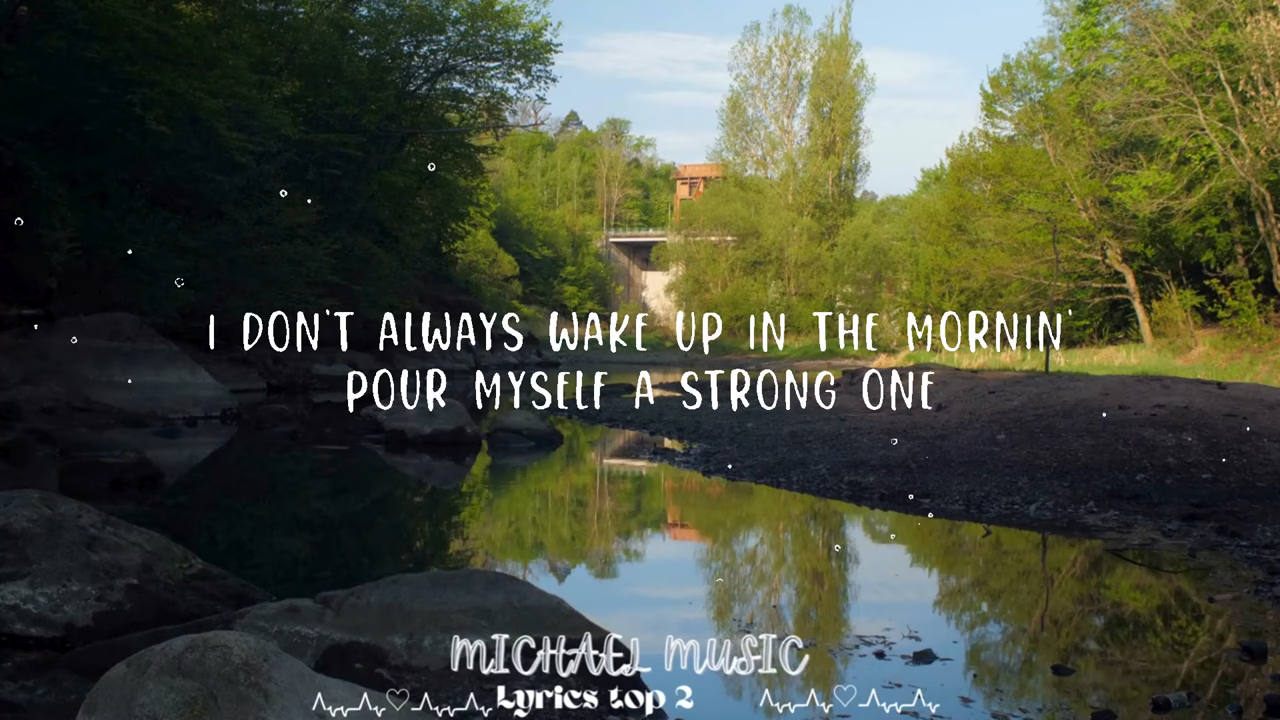 I DON'T ALWAYS WAKE UP IN THE MORNIN'
POUR MYSELF A STRONG ONE
MICHAEL MUSIC
Lyrics top 2